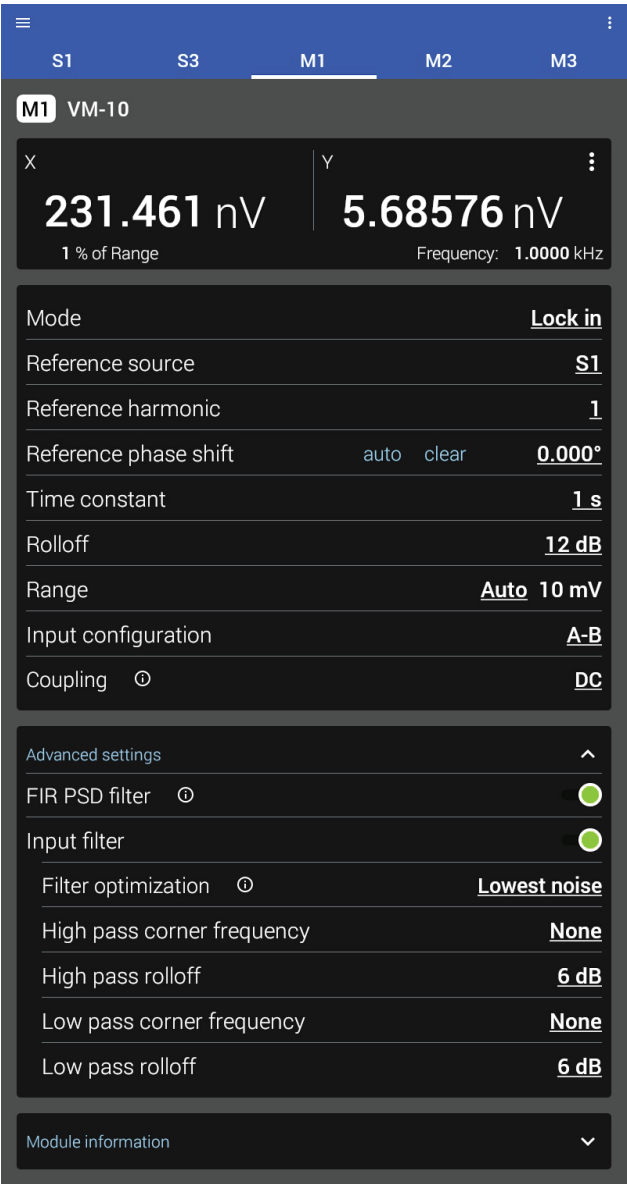 S1 S3 M1 M2 M3
M1 VM-10
X Y
231.461 nV 5.68576 nV
1 % of Range Frequency: 1.0000 kHz
Mode Lock in
Reference source S1
Reference harmonic 1
Reference phase shift auto clear 0.000°
Time constant 1 s
Rolloff 12 dB
Range Auto 10 mV
Input configuration A-B
Coupling DC
Advanced settings
FIR PSD filter
Input filter
Filter optimization Lowest noise
High pass corner frequency None
High pass rolloff 6 dB
Low pass corner frequency None
Low pass rolloff 6 dB
Module information